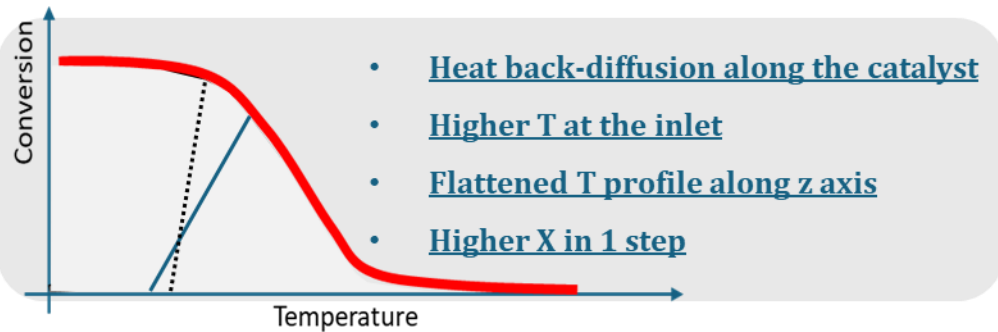 Conversion
• Heat back-diffusion along the catalyst
• Higher T at the inlet
• Flattened T profile along z axis
• Higher X in 1 step
Temperature